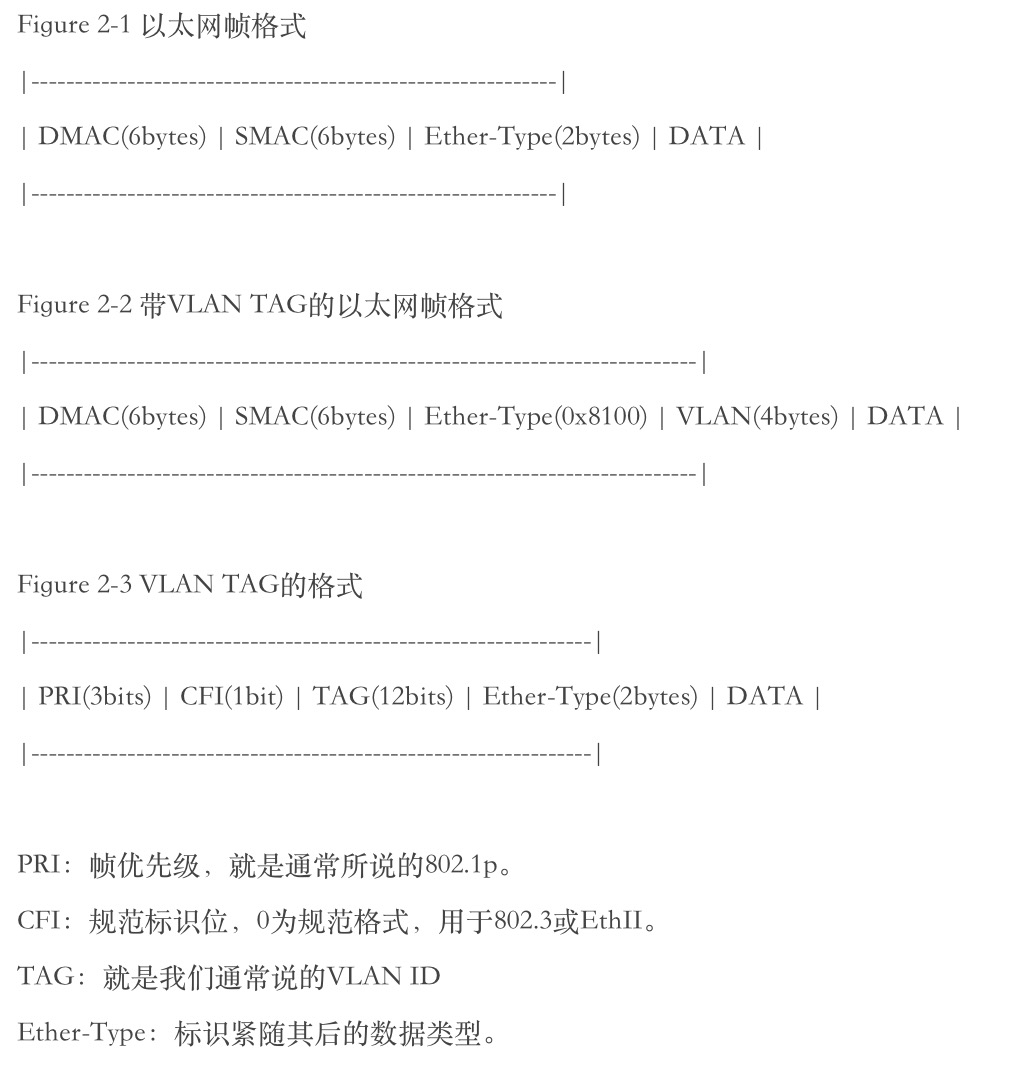 Figure 2-1 以太网帧格式
|------------------------------------------------------------|
| DMAC(6bytes) | SMAC(6bytes) | Ether-Type(2bytes) | DATA |
|------------------------------------------------------------|
Figure 2-2 带VLAN TAG的以太网帧格式
|----------------------------------------------------------------------------|
| DMAC(6bytes) | SMAC(6bytes) | Ether-Type(0x8100) | VLAN(4bytes) | DATA |
|----------------------------------------------------------------------------|
Figure 2-3 VLAN TAG的格式
|----------------------------------------------------------------|
| PRI(3bits) | CFI(1bit) | TAG(12bits) | Ether-Type(2bytes) | DATA |
|----------------------------------------------------------------|
PRI：帧优先级，就是通常所说的802.1p。
CFI：规范标识位，0为规范格式，用于802.3或EthII。
TAG：就是我们通常说的VLAN ID
Ether-Type：标识紧随其后的数据类型。